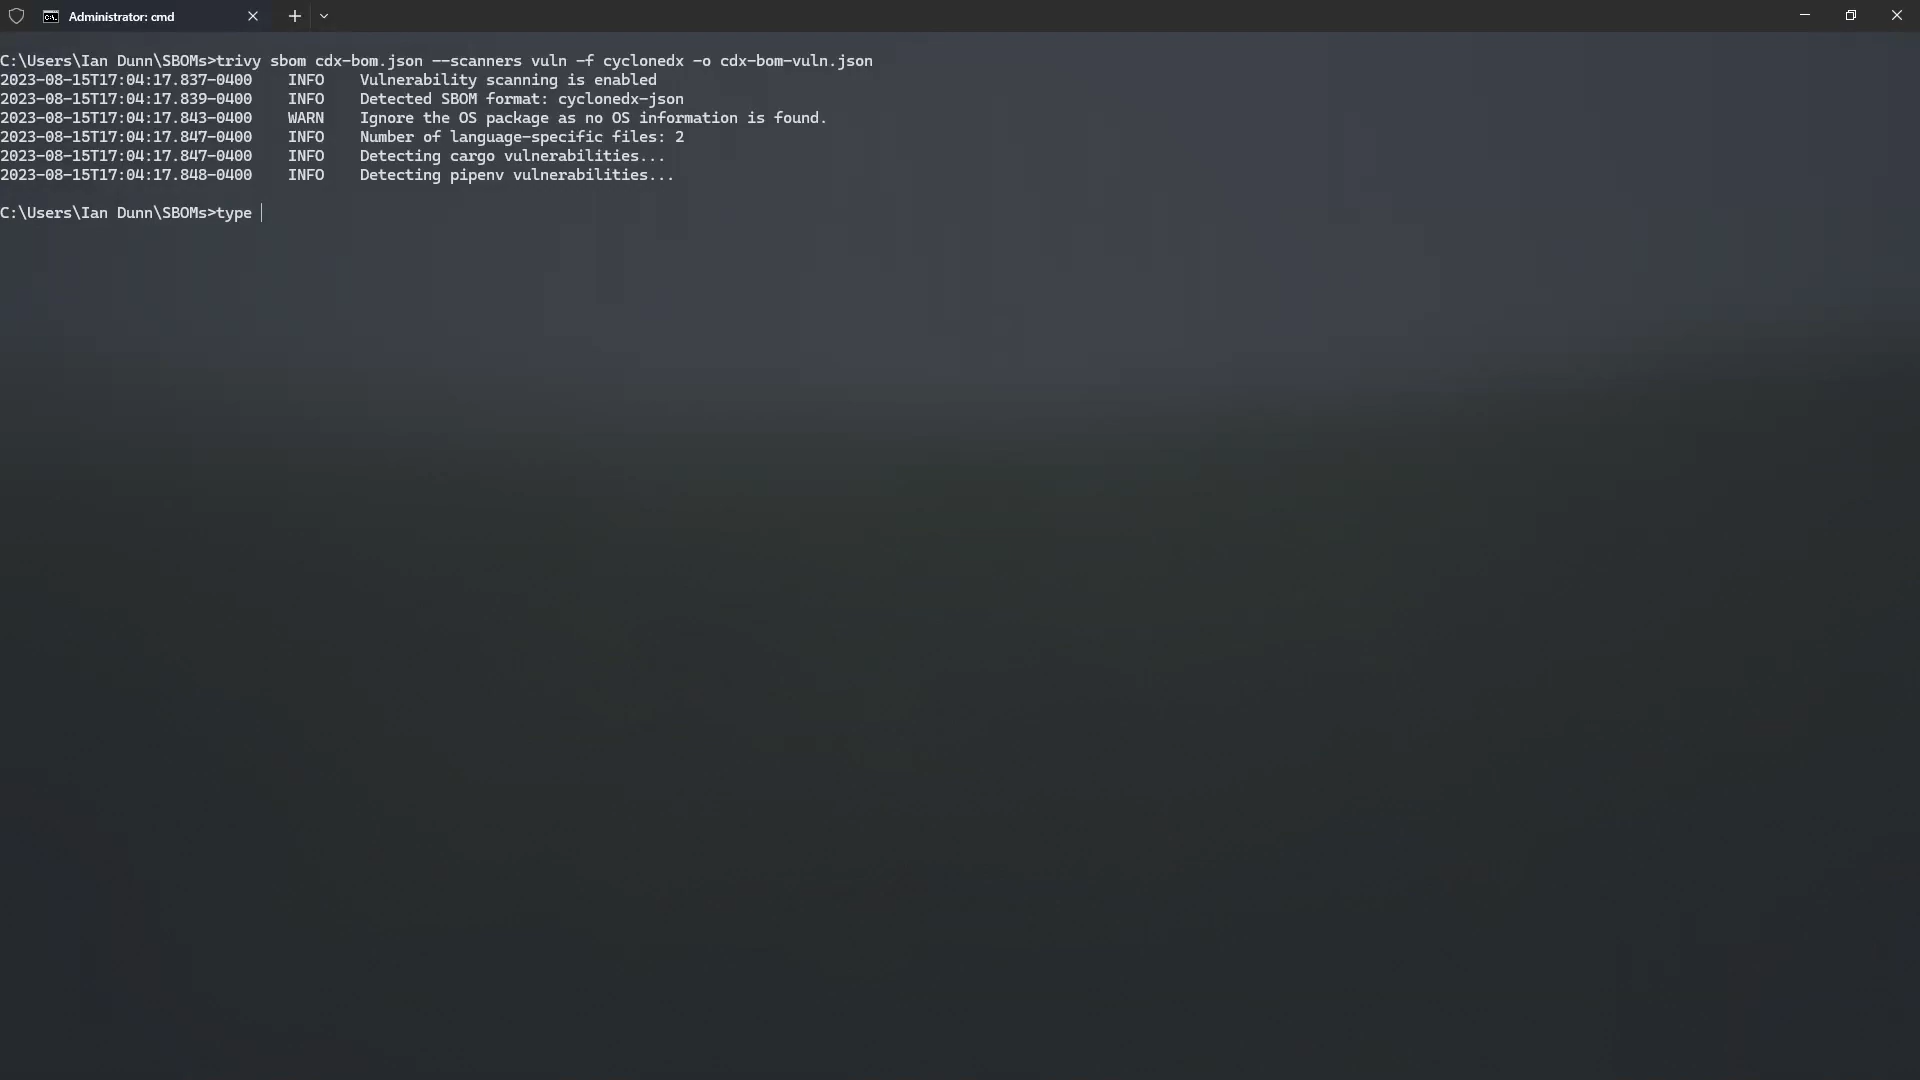 Administrator: cmd
C:\Users\Ian Dunn\SBOMs>trivy sbom cdx-bom.json --scanners vuln -f cyclonedx -o cdx-bom-vuln.json
2023-08-15T17:04:17.837-0400    INFO    Vulnerability scanning is enabled
2023-08-15T17:04:17.839-0400    INFO    Detected SBOM format: cyclonedx-json
2023-08-15T17:04:17.843-0400    WARN    Ignore the OS package as no OS information is found.
2023-08-15T17:04:17.847-0400    INFO    Number of language-specific files: 2
2023-08-15T17:04:17.847-0400    INFO    Detecting cargo vulnerabilities...
2023-08-15T17:04:17.848-0400    INFO    Detecting pipenv vulnerabilities...
C:\Users\Ian Dunn\SBOMs>type